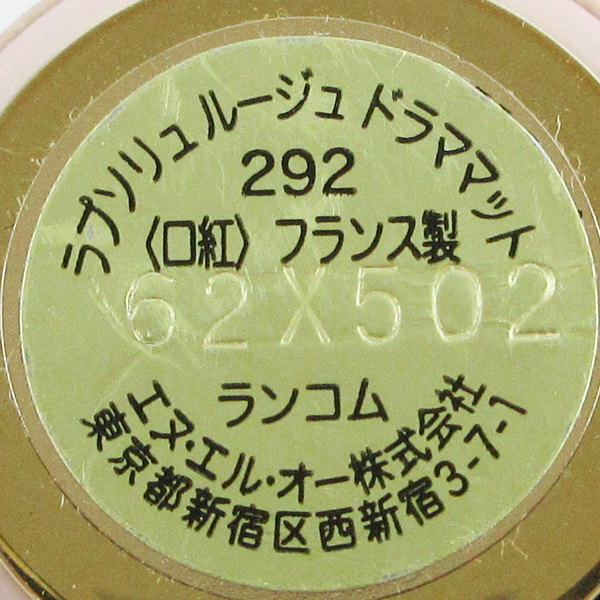 ラプソリュ ルージュ ドラママット
292
〈口紅〉 フランス製
62X502
ランコム
エヌ・エル・オー株式会社
東京都新宿区西新宿3-7-1